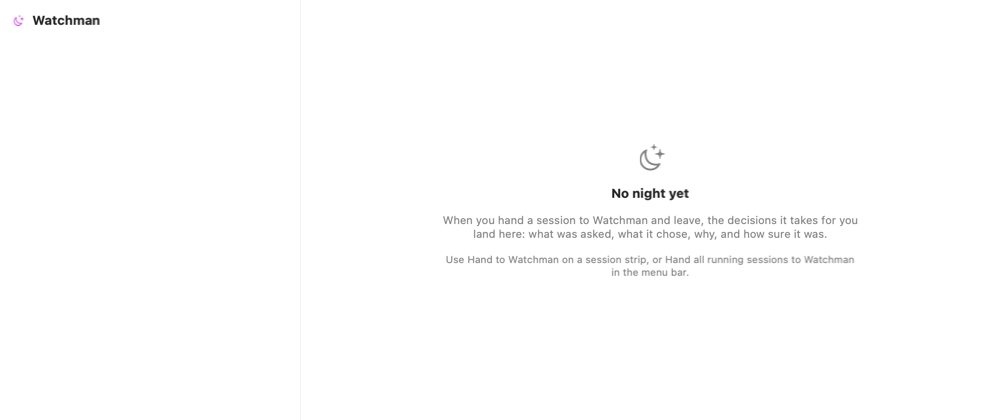 Watchman
No night yet
When you hand a session to Watchman and leave, the decisions it takes for you
land here: what was asked, what it chose, why, and how sure it was.
Use Hand to Watchman on a session strip, or Hand all running sessions to Watchman
in the menu bar.